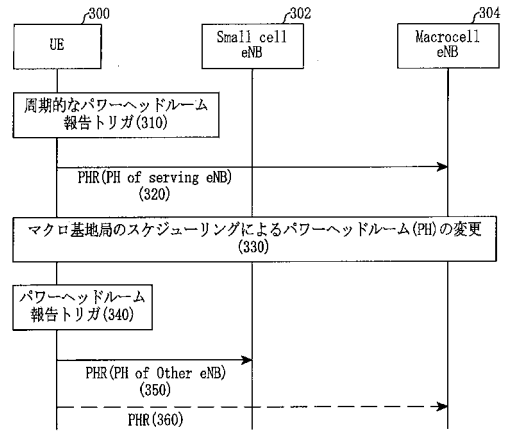 300
302
304
UE
Small cell
eNB
Macrocell
eNB
周期的なパワーヘッドルーム
報告トリガ(310)
PHR(PH of serving eNB)
(320)
マクロ基地局のスケジューリングによるパワーヘッドルーム(PH)の変更
(330)
パワーヘッドルーム
報告トリガ(340)
PHR(PH of Other eNB)
(350)
PHR(360)